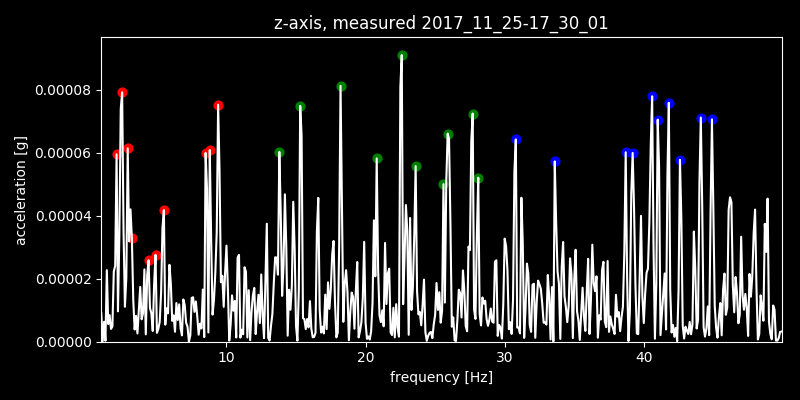 z-axis, measured 2017_11_25-17_30_01
acceleration [g]
0.00008
0.00006
0.00004
0.00002
0.00000
10 20 30 40
frequency [Hz]